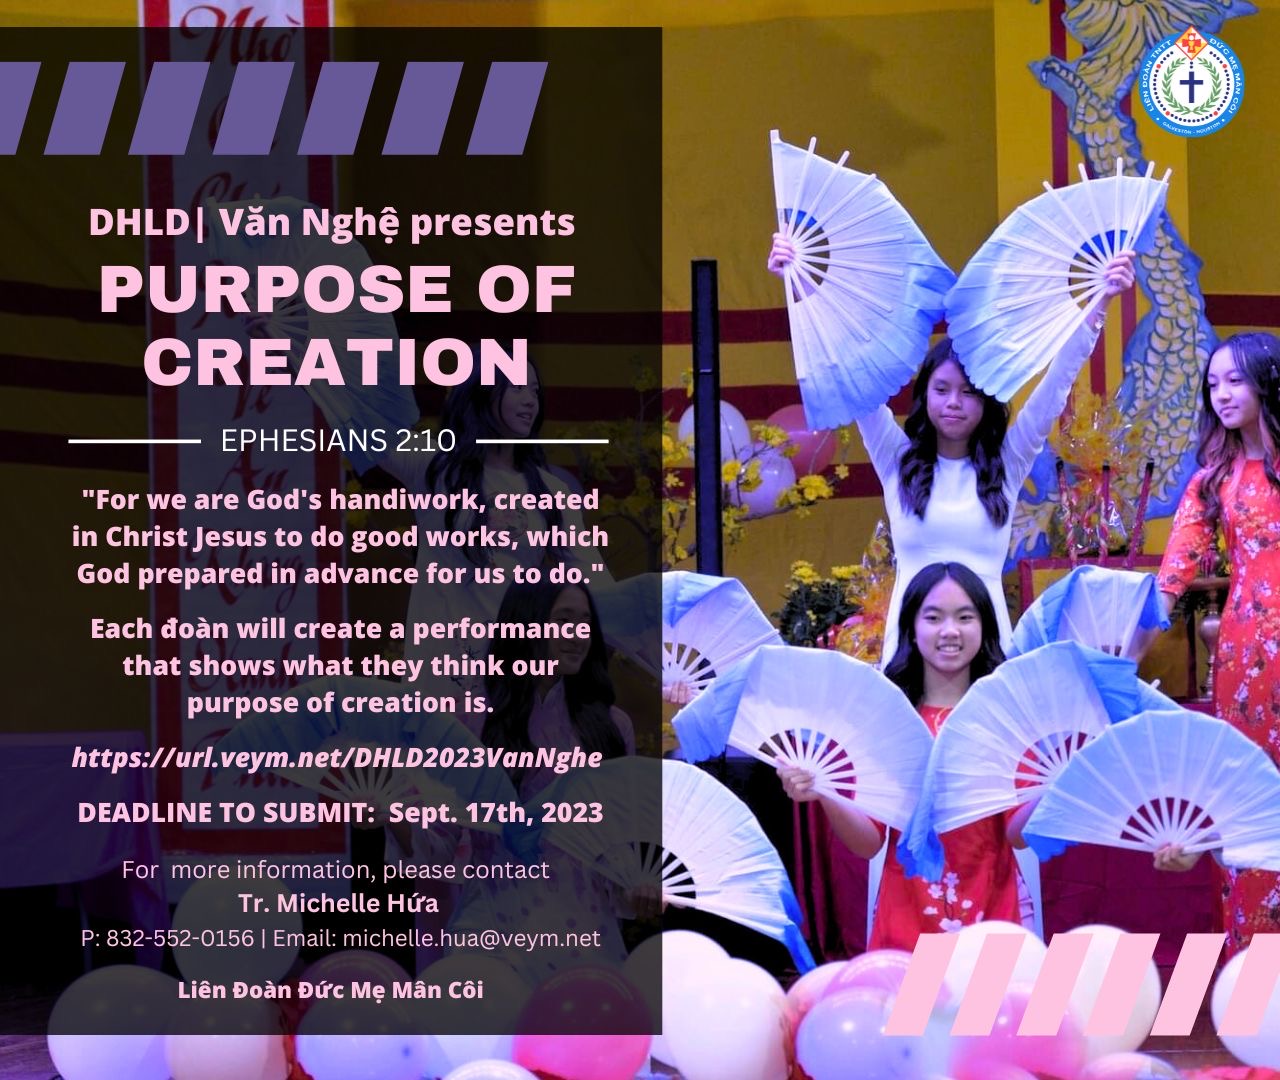 Nhờ
LIÊN ĐOÀN TNTT ĐỨC MẸ MÂN CÔI
GALVESTON - HOUSTON
DHLD| Văn Nghệ presents
PURPOSE OF
CREATION
EPHESIANS 2:10
"For we are God's handiwork, created
in Christ Jesus to do good works, which
God prepared in advance for us to do."
Each đoàn will create a performance
that shows what they think our
purpose of creation is.
https://url.veym.net/DHLD2023VanNghe
DEADLINE TO SUBMIT:  Sept. 17th, 2023
For  more information, please contact
Tr. Michelle Hứa
P: 832-552-0156 | Email: michelle.hua@veym.net
Liên Đoàn Đức Mẹ Mân Côi